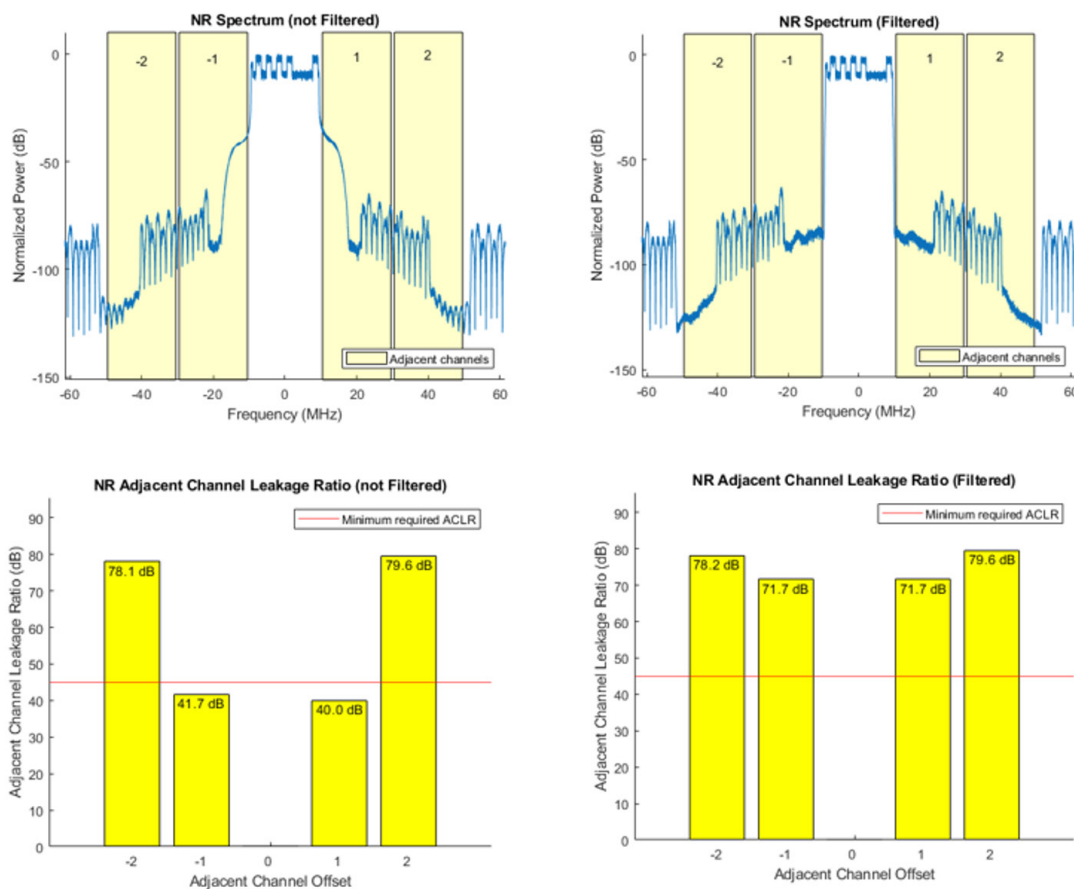 NR Spectrum (not Filtered)
-2
-1
1
2
0
-50
-100
-150
Normalized Power (dB)
Adjacent channels
-60
-40
-20
0
20
40
60
Frequency (MHz)
NR Spectrum (Filtered)
-2
-1
1
2
0
-50
-100
-150
Normalized Power (dB)
Adjacent channels
-60
-40
-20
0
20
40
60
Frequency (MHz)
NR Adjacent Channel Leakage Ratio (not Filtered)
Minimum required ACLR
90
80
70
60
50
40
30
20
10
0
Adjacent Channel Leakage Ratio (dB)
78.1 dB
41.7 dB
40.0 dB
79.6 dB
-2
-1
0
1
2
Adjacent Channel Offset
NR Adjacent Channel Leakage Ratio (Filtered)
Minimum required ACLR
90
80
70
60
50
40
30
20
10
0
Adjacent Channel Leakage Ratio (dB)
78.2 dB
71.7 dB
71.7 dB
79.6 dB
-2
-1
0
1
2
Adjacent Channel Offset